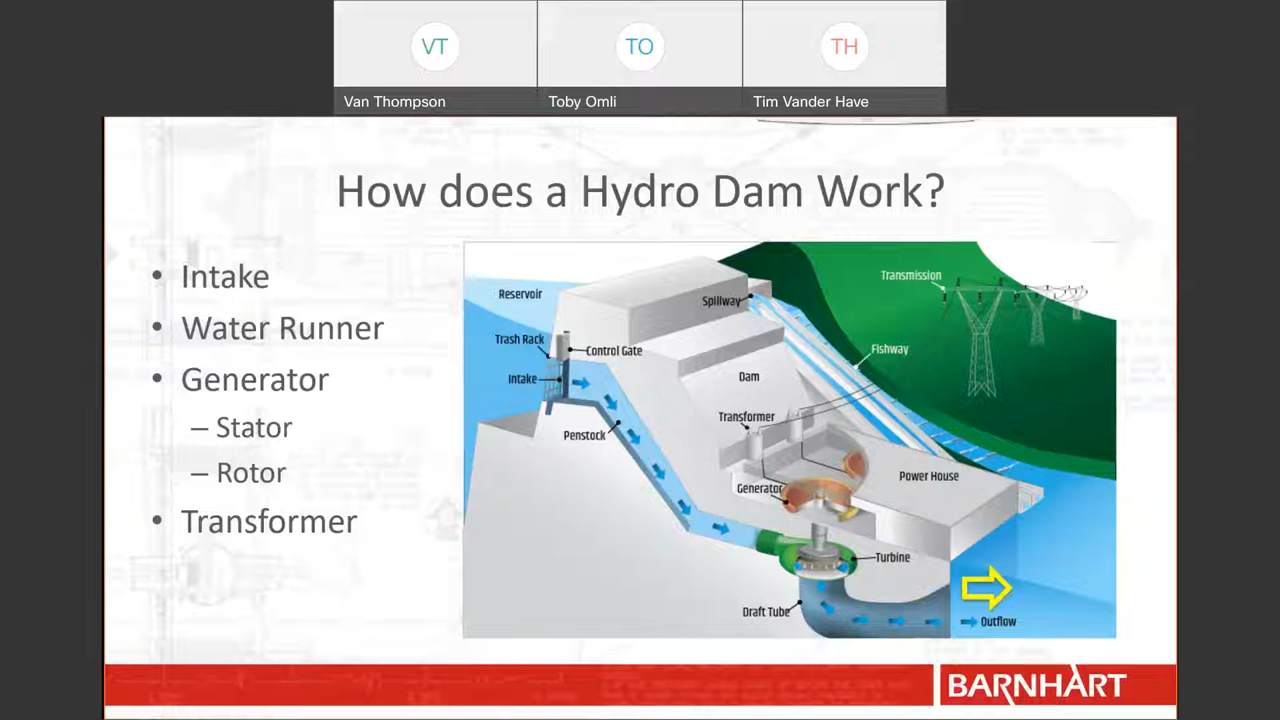 VT
TO
TH
Van Thompson
Toby Omli
Tim Vander Have
How does a Hydro Dam Work?
• Intake
• Water Runner
• Generator
– Stator
– Rotor
• Transformer
Reservoir
Trash Rack
Control Gate
Intake
Penstock
Spillway
Transmission
Fishway
Dam
Transformer
Generator
Power House
Turbine
Draft Tube
Outflow
BARNHART